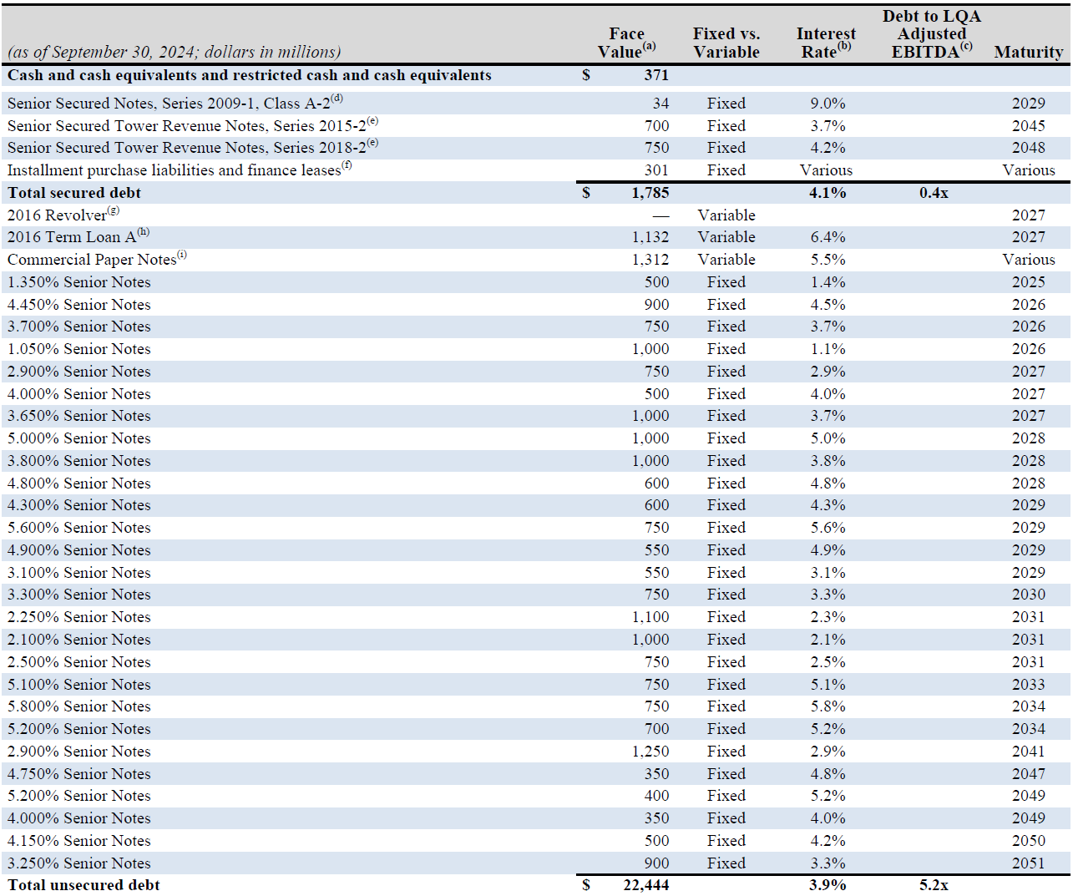 (as of September 30, 2024; dollars in millions) Face Value(a) Fixed vs. Variable Interest Rate(b) Debt to LQA Adjusted EBITDA(c) Maturity
Cash and cash equivalents and restricted cash and cash equivalents $ 371
Senior Secured Notes, Series 2009-1, Class A-2(d) 34 Fixed 9.0% 2029
Senior Secured Tower Revenue Notes, Series 2015-2(e) 700 Fixed 3.7% 2045
Senior Secured Tower Revenue Notes, Series 2018-2(e) 750 Fixed 4.2% 2048
Installment purchase liabilities and finance leases(f) 301 Fixed Various Various
Total secured debt $ 1,785 4.1% 0.4x
2016 Revolver(g) — Variable 2027
2016 Term Loan A(h) 1,132 Variable 6.4% 2027
Commercial Paper Notes(i) 1,312 Variable 5.5% Various
1.350% Senior Notes 500 Fixed 1.4% 2025
4.450% Senior Notes 900 Fixed 4.5% 2026
3.700% Senior Notes 750 Fixed 3.7% 2026
1.050% Senior Notes 1,000 Fixed 1.1% 2026
2.900% Senior Notes 750 Fixed 2.9% 2027
4.000% Senior Notes 500 Fixed 4.0% 2027
3.650% Senior Notes 1,000 Fixed 3.7% 2027
5.000% Senior Notes 1,000 Fixed 5.0% 2028
3.800% Senior Notes 1,000 Fixed 3.8% 2028
4.800% Senior Notes 600 Fixed 4.8% 2028
4.300% Senior Notes 600 Fixed 4.3% 2029
5.600% Senior Notes 750 Fixed 5.6% 2029
4.900% Senior Notes 550 Fixed 4.9% 2029
3.100% Senior Notes 550 Fixed 3.1% 2029
3.300% Senior Notes 750 Fixed 3.3% 2030
2.250% Senior Notes 1,100 Fixed 2.3% 2031
2.100% Senior Notes 1,000 Fixed 2.1% 2031
2.500% Senior Notes 750 Fixed 2.5% 2031
5.100% Senior Notes 750 Fixed 5.1% 2033
5.800% Senior Notes 750 Fixed 5.8% 2034
5.200% Senior Notes 700 Fixed 5.2% 2034
2.900% Senior Notes 1,250 Fixed 2.9% 2041
4.750% Senior Notes 350 Fixed 4.8% 2047
5.200% Senior Notes 400 Fixed 5.2% 2049
4.000% Senior Notes 350 Fixed 4.0% 2049
4.150% Senior Notes 500 Fixed 4.2% 2050
3.250% Senior Notes 900 Fixed 3.3% 2051
Total unsecured debt $ 22,444 3.9% 5.2x